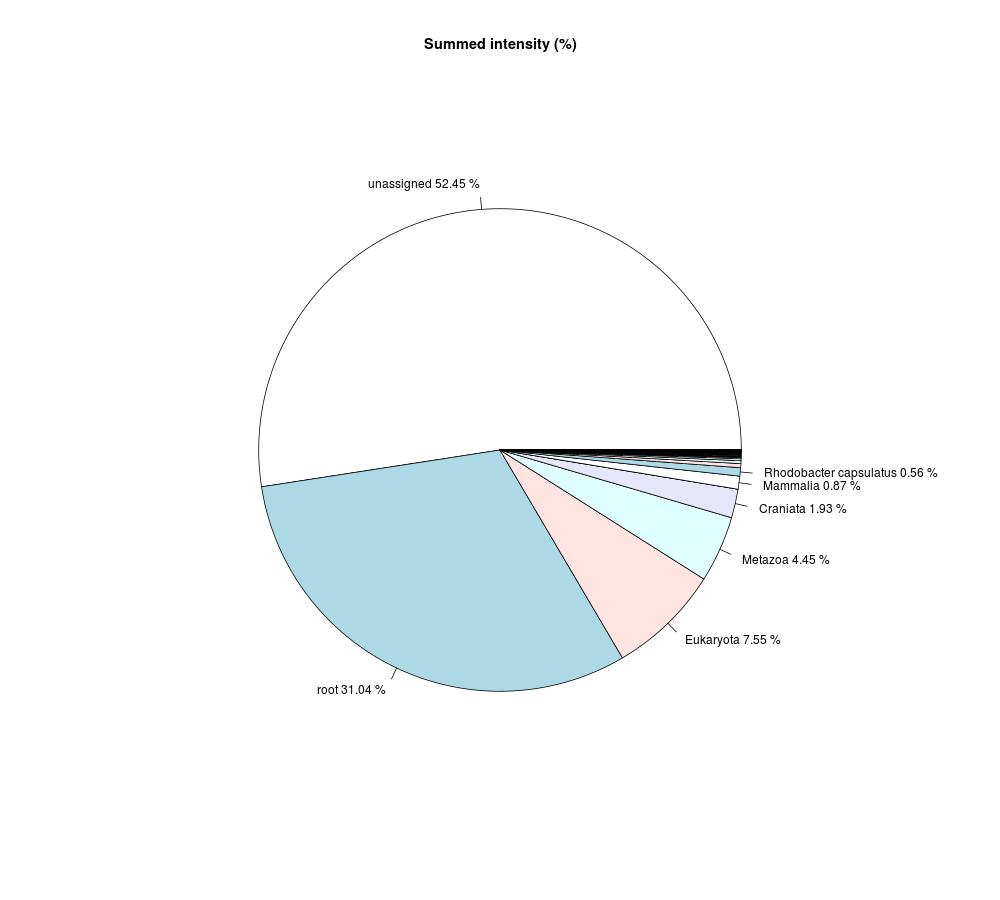 Summed intensity (%)
unassigned 52.45 %
Rhodobacter capsulatus 0.56 %
Mammalia 0.87 %
Craniata 1.93 %
Metazoa 4.45 %
Eukaryota 7.55 %
root 31.04 %